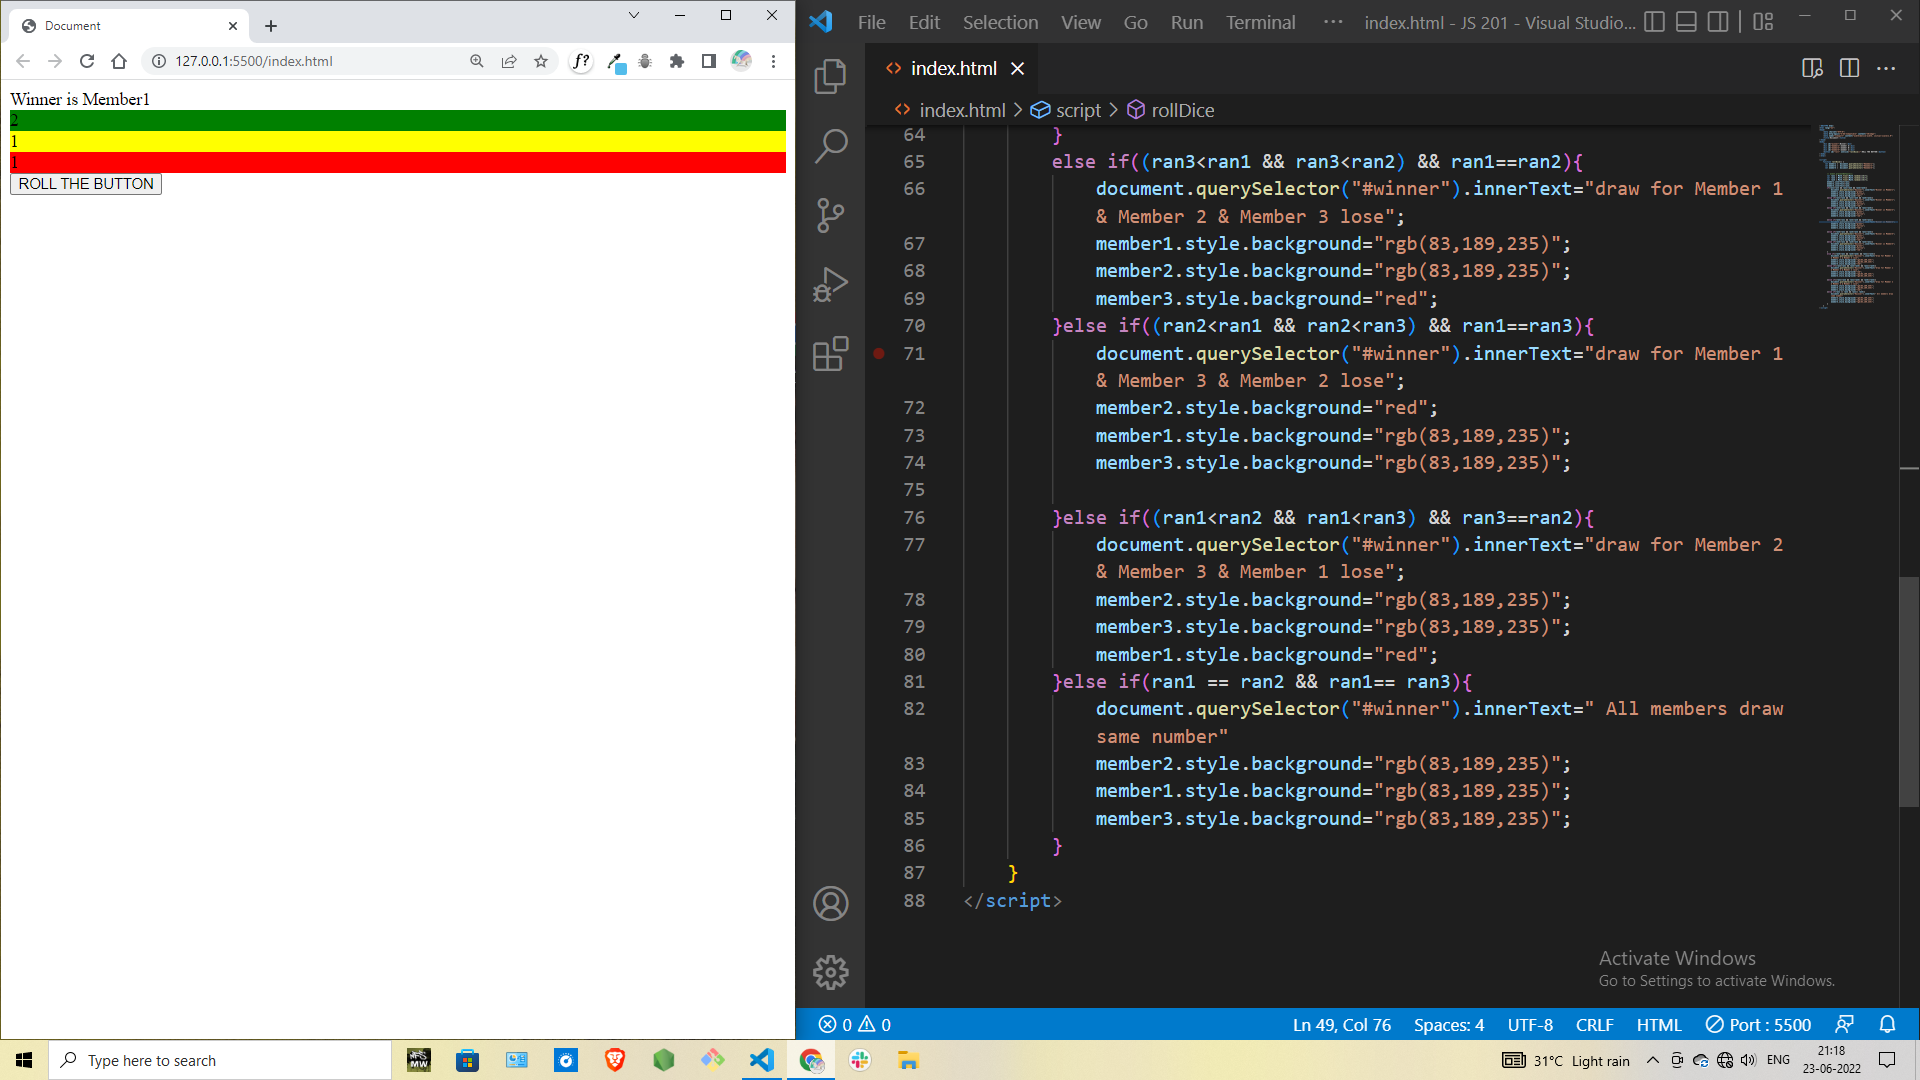 Document
127.0.0.1:5500/index.html
Winner is Member1
2
1
1
ROLL THE BUTTON
File Edit Selection View Go Run Terminal ··· index.html - JS 201 - Visual Studio...
index.html
index.html > script > rollDice
64 }
65 else if((ran3<ran1 && ran3<ran2) && ran1==ran2){
66 document.querySelector("#winner").innerText="draw for Member 1
& Member 2 & Member 3 lose";
67 member1.style.background="rgb(83,189,235)";
68 member2.style.background="rgb(83,189,235)";
69 member3.style.background="red";
70 }else if((ran2<ran1 && ran2<ran3) && ran1==ran3){
71 document.querySelector("#winner").innerText="draw for Member 1
& Member 3 & Member 2 lose";
72 member2.style.background="red";
73 member1.style.background="rgb(83,189,235)";
74 member3.style.background="rgb(83,189,235)";
75
76 }else if((ran1<ran2 && ran1<ran3) && ran3==ran2){
77 document.querySelector("#winner").innerText="draw for Member 2
& Member 3 & Member 1 lose";
78 member2.style.background="rgb(83,189,235)";
79 member3.style.background="rgb(83,189,235)";
80 member1.style.background="red";
81 }else if(ran1 == ran2 && ran1== ran3){
82 document.querySelector("#winner").innerText=" All members draw
same number"
83 member2.style.background="rgb(83,189,235)";
84 member1.style.background="rgb(83,189,235)";
85 member3.style.background="rgb(83,189,235)";
86 }
87 }
88 </script>
Activate Windows
Go to Settings to activate Windows.
0 0 Ln 49, Col 76 Spaces: 4 UTF-8 CRLF HTML Port : 5500
Type here to search
31°C Light rain ENG 21:18
23-06-2022